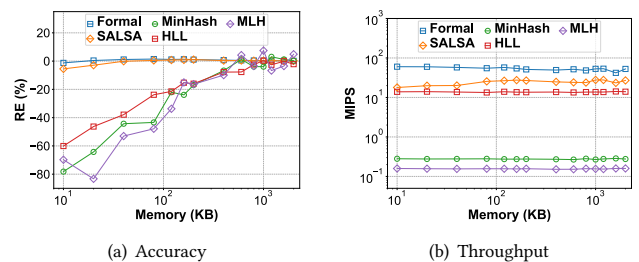 Formal MinHash MLH
SALSA HLL
RE (%)
20
0
−20
−40
−60
−80
10¹ 10² 10³
Memory (KB)
(a) Accuracy
Formal MinHash MLH
SALSA HLL
MIPS
10³
10²
10¹
10⁰
10⁻¹
10¹ 10² 10³
Memory (KB)
(b) Throughput